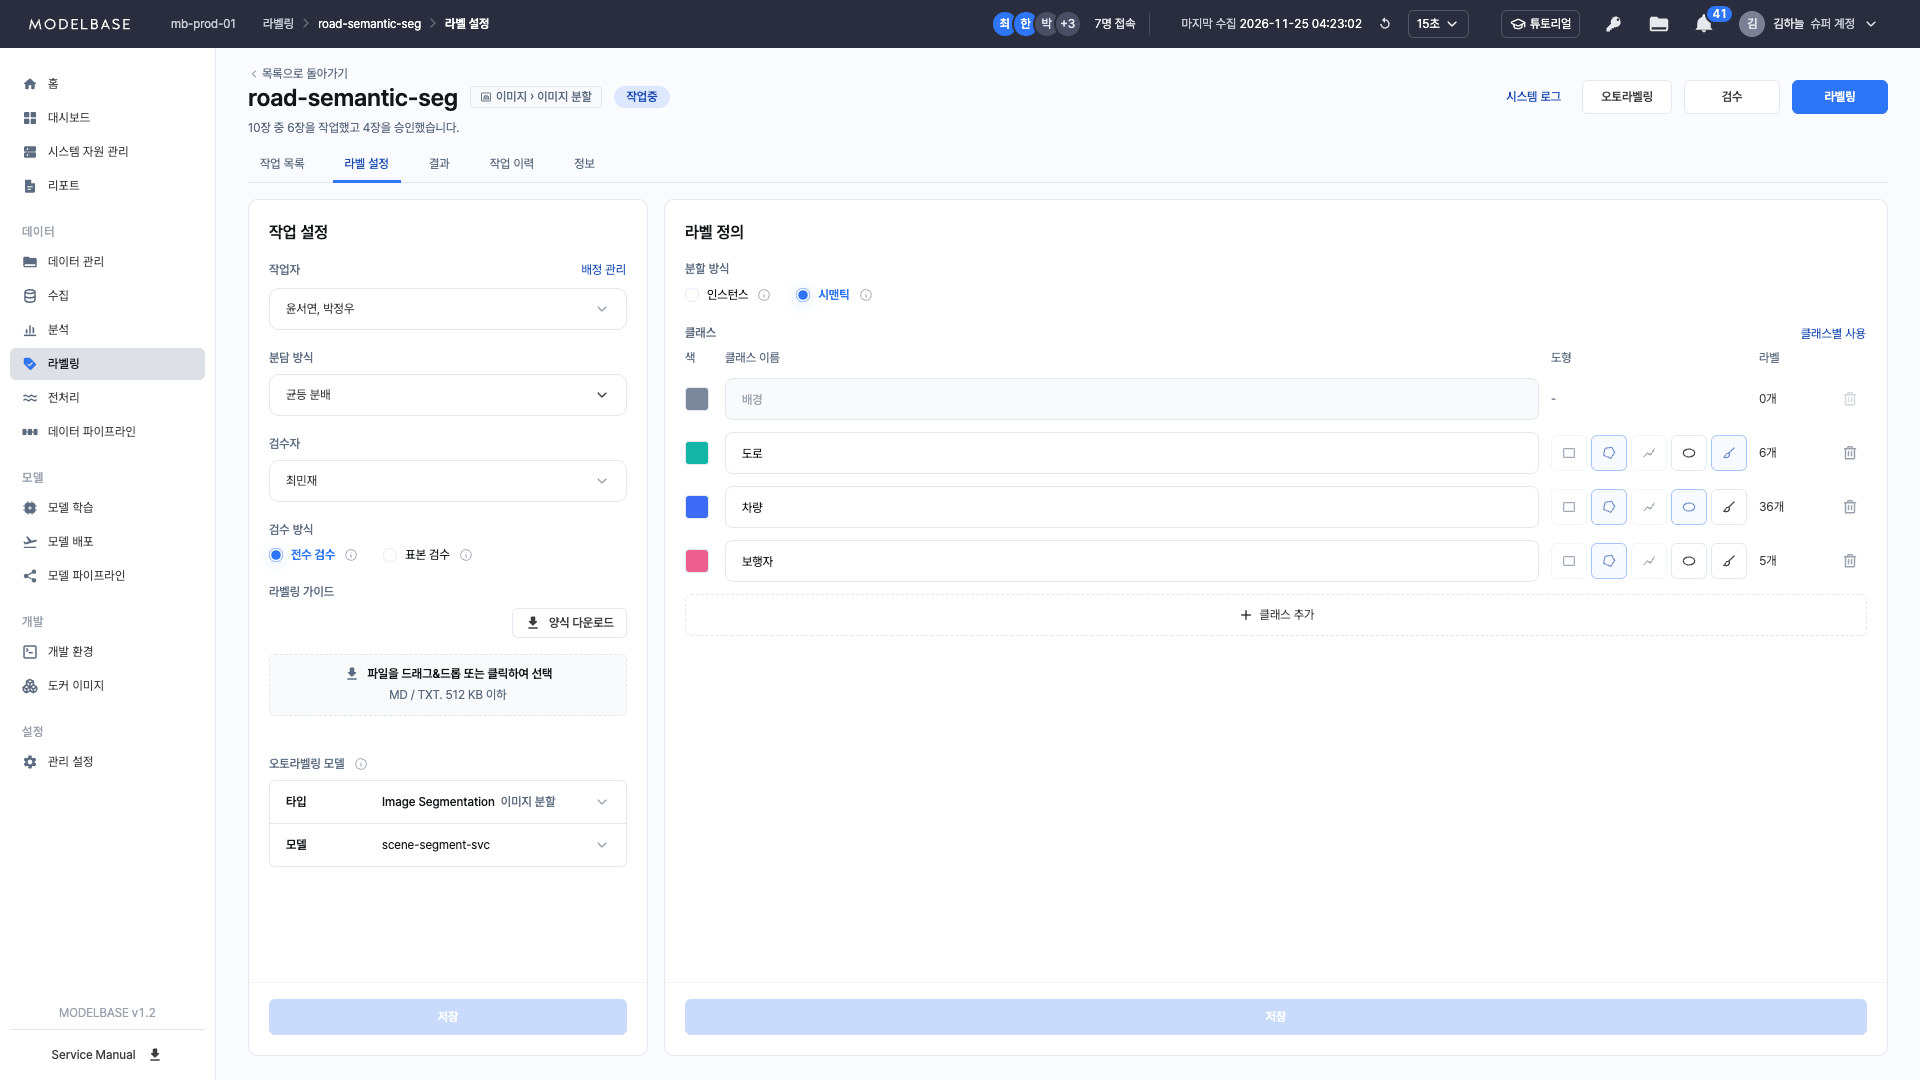 MODELBASE
mb-prod-01
라벨링
road-semantic-seg
라벨 설정
최
한
박
+3
7명 접속
마지막 수집 2026-11-25 04:23:02
15초
튜토리얼
41
김
김하늘 슈퍼 계정
홈
대시보드
시스템 자원 관리
리포트
데이터
데이터 관리
수집
분석
라벨링
전처리
데이터 파이프라인
모델
모델 학습
모델 배포
모델 파이프라인
개발
개발 환경
도커 이미지
설정
관리 설정
MODELBASE v1.2
Service Manual
목록으로 돌아가기
road-semantic-seg
이미지 › 이미지 분할
작업중
10장 중 6장을 작업했고 4장을 승인했습니다.
시스템 로그
오토라벨링
검수
라벨링
작업 목록
라벨 설정
결과
작업 이력
정보
작업 설정
작업자
배정 관리
윤서연, 박정우
분담 방식
균등 분배
검수자
최민재
검수 방식
전수 검수
표본 검수
라벨링 가이드
양식 다운로드
파일을 드래그&드롭 또는 클릭하여 선택
MD / TXT. 512 KB 이하
오토라벨링 모델
타입
Image Segmentation 이미지 분할
모델
scene-segment-svc
저장
라벨 정의
분할 방식
인스턴스
시맨틱
클래스
클래스별 사용
색
클래스 이름
도형
라벨
배경
-
0개
도로
6개
차량
36개
보행자
5개
클래스 추가
저장